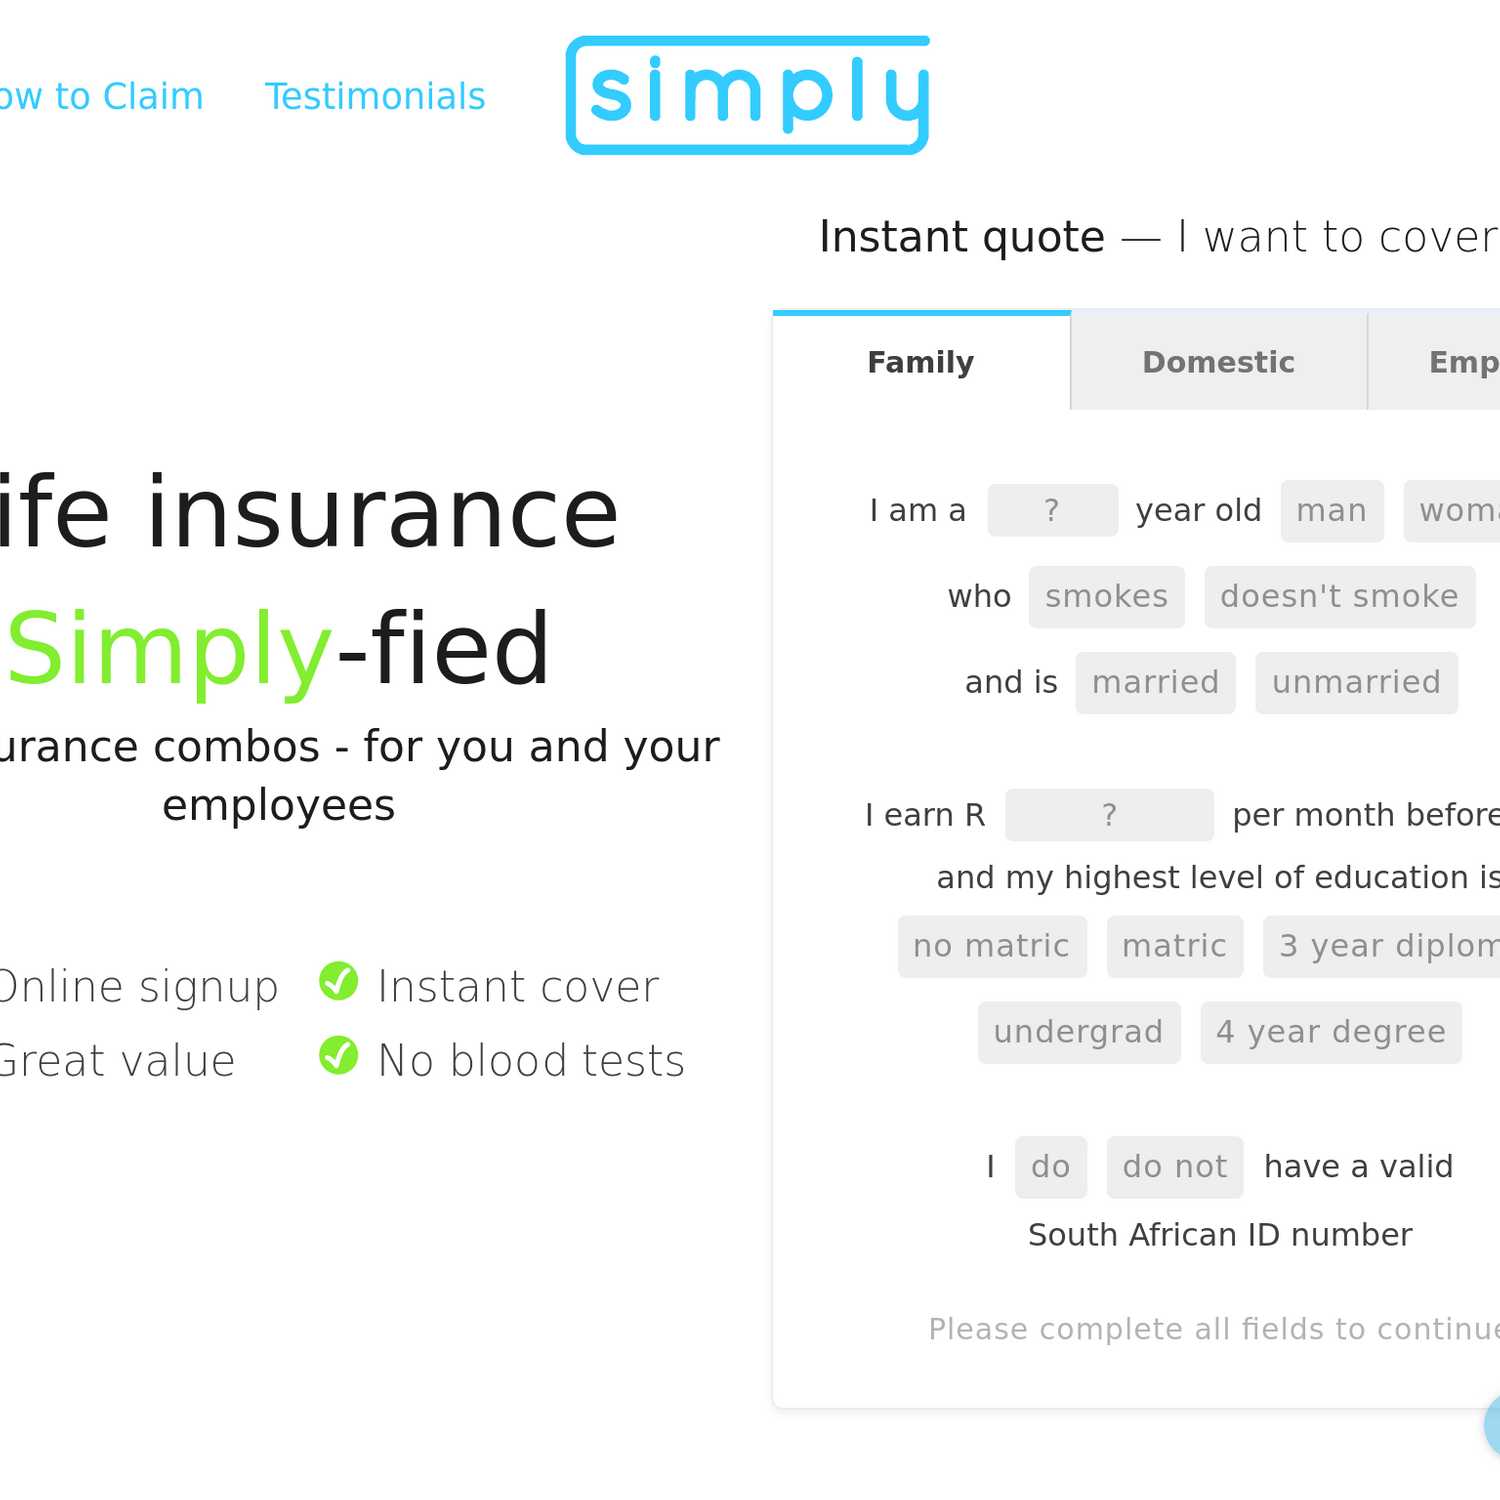 ow to Claim Testimonials simply
Instant quote — I want to cover
Family Domestic Emp
ife insurance
Simply-fied
urance combos - for you and your
employees
Online signup Instant cover
Great value No blood tests
I am a ? year old man woma
who smokes doesn't smoke
and is married unmarried
I earn R ? per month before
and my highest level of education is
no matric matric 3 year diplom
undergrad 4 year degree
I do do not have a valid
South African ID number
Please complete all fields to continue